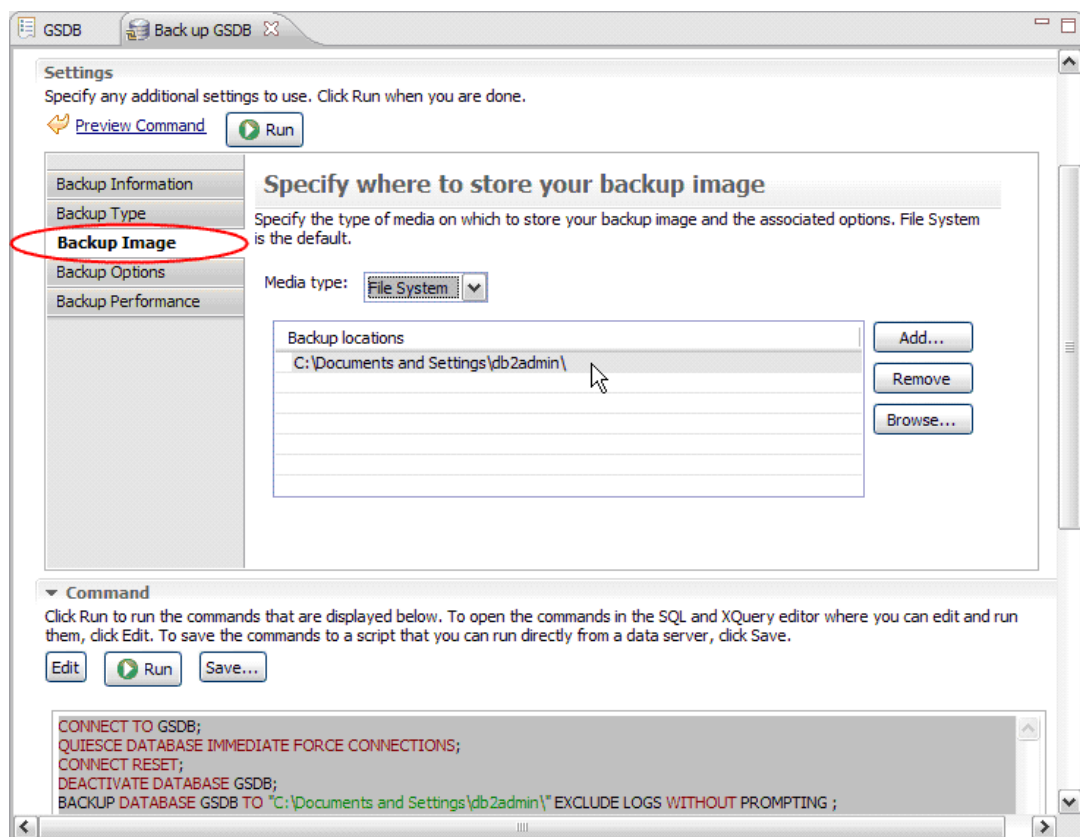 GSDB
Back up GSDB
Settings
Specify any additional settings to use. Click Run when you are done.
Preview Command
Run
Backup Information
Backup Type
Backup Image
Backup Options
Backup Performance
Specify where to store your backup image
Specify the type of media on which to store your backup image and the associated options. File System
is the default.
Media type:
File System
Backup locations
C:\Documents and Settings\db2admin\
Add...
Remove
Browse...
Command
Click Run to run the commands that are displayed below. To open the commands in the SQL and XQuery editor where you can edit and run
them, click Edit. To save the commands to a script that you can run directly from a data server, click Save.
Edit
Run
Save...
CONNECT TO GSDB;
QUIESCE DATABASE IMMEDIATE FORCE CONNECTIONS;
CONNECT RESET;
DEACTIVATE DATABASE GSDB;
BACKUP DATABASE GSDB TO "C:\Documents and Settings\db2admin\" EXCLUDE LOGS WITHOUT PROMPTING ;